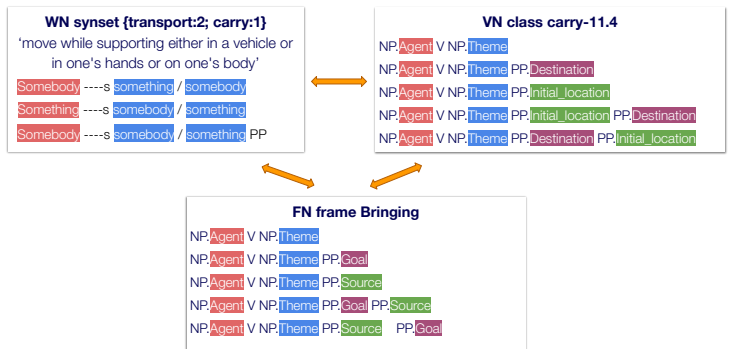 WN synset {transport:2; carry:1}
‘move while supporting either in a vehicle or
in one's hands or on one's body’
Somebody ----s something / somebody
Something ----s somebody / something
Somebody ----s somebody / something PP
VN class carry-11.4
NP.Agent V NP.Theme
NP.Agent V NP.Theme PP.Destination
NP.Agent V NP.Theme PP.Initial_location
NP.Agent V NP.Theme PP.Initial_location PP.Destination
NP.Agent V NP.Theme PP.Destination PP.Initial_location
FN frame Bringing
NP.Agent V NP.Theme
NP.Agent V NP.Theme PP.Goal
NP.Agent V NP.Theme PP.Source
NP.Agent V NP.Theme PP.Goal PP.Source
NP.Agent V NP.Theme PP.Source PP.Goal